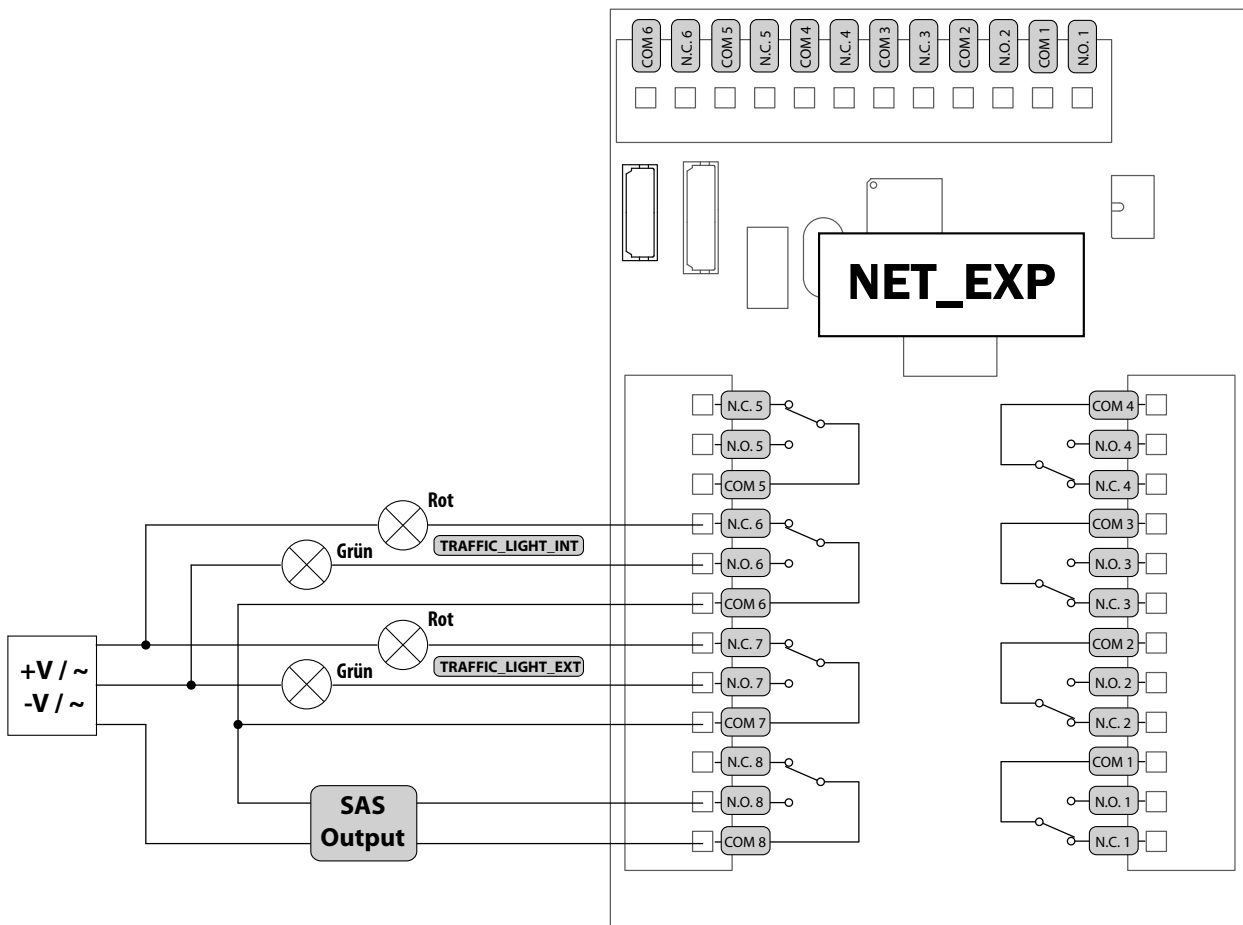 COM 6
N.C. 6
COM 5
N.C. 5
COM 4
N.C. 4
COM 3
N.C. 3
COM 2
N.O. 2
COM 1
N.O. 1
NET_EXP
N.C. 5
N.O. 5
COM 5
N.C. 6
N.O. 6
COM 6
N.C. 7
N.O. 7
COM 7
N.C. 8
N.O. 8
COM 8
COM 4
N.O. 4
N.C. 4
COM 3
N.O. 3
N.C. 3
COM 2
N.O. 2
N.C. 2
COM 1
N.O. 1
N.C. 1
Rot
TRAFFIC_LIGHT_INT
Grün
Rot
TRAFFIC_LIGHT_EXT
Grün
+V / ~
-V / ~
SAS
Output